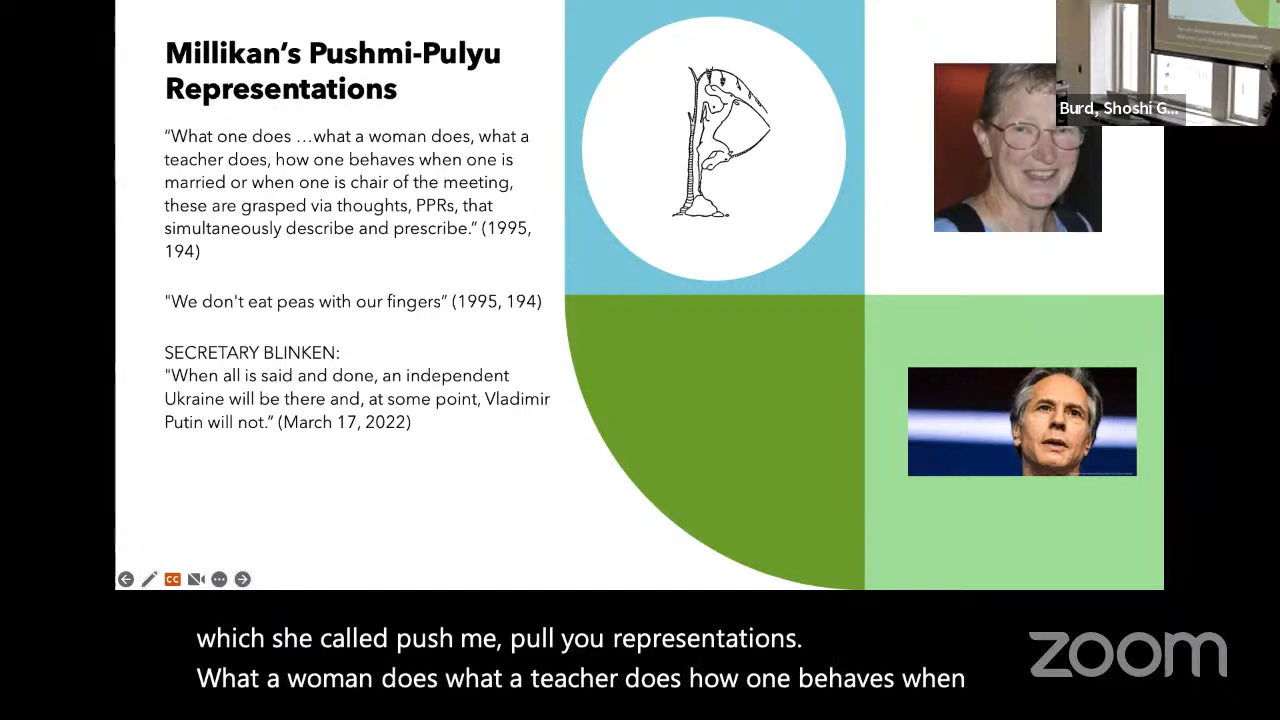 Millikan's Pushmi-Pulyu
Representations
"What one does …what a woman does, what a
teacher does, how one behaves when one is
married or when one is chair of the meeting,
these are grasped via thoughts, PPRs, that
simultaneously describe and prescribe." (1995,
194)
"We don't eat peas with our fingers" (1995, 194)
SECRETARY BLINKEN:
"When all is said and done, an independent
Ukraine will be there and, at some point, Vladimir
Putin will not." (March 17, 2022)
Burd, Shoshi G...
CC
which she called push me, pull you representations.
What a woman does what a teacher does how one behaves when
zoom